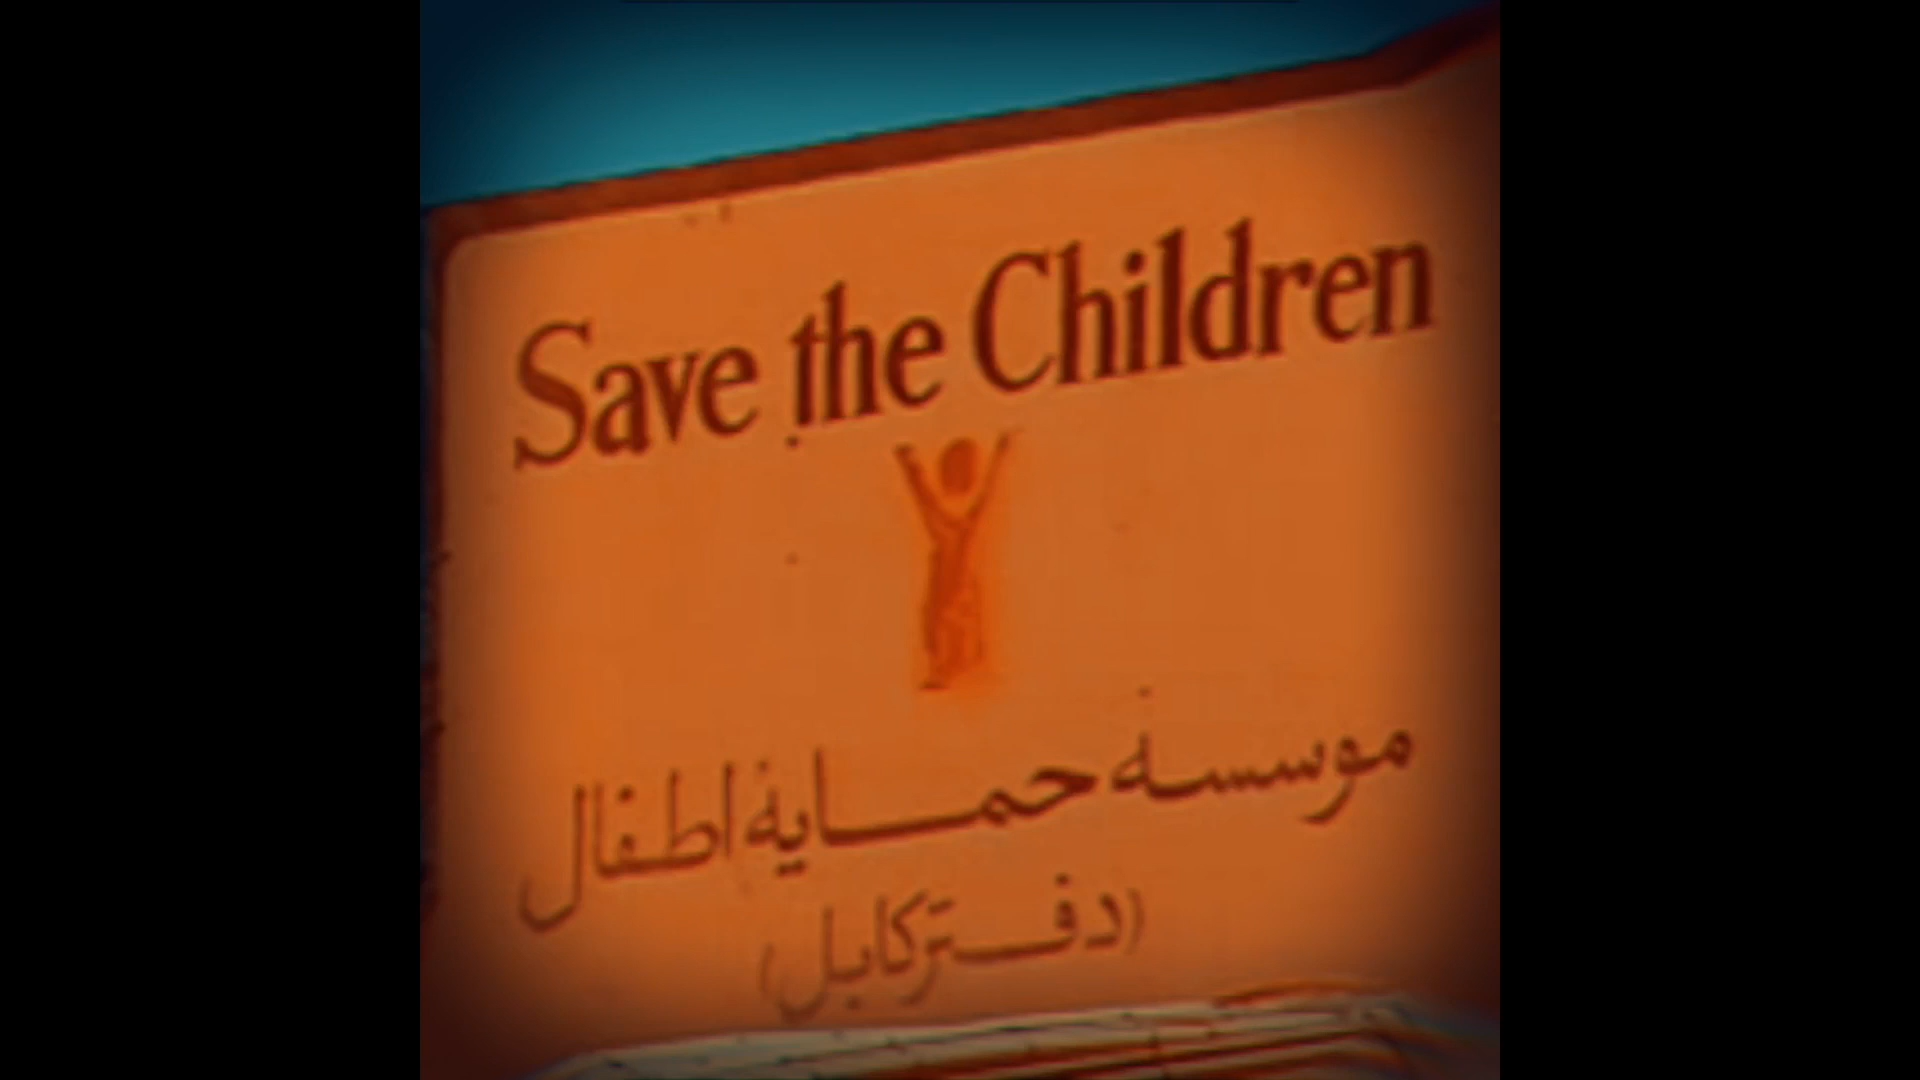 Save the Children
موسسهٔ حمایهٔ اطفال
(دفتر کابل)